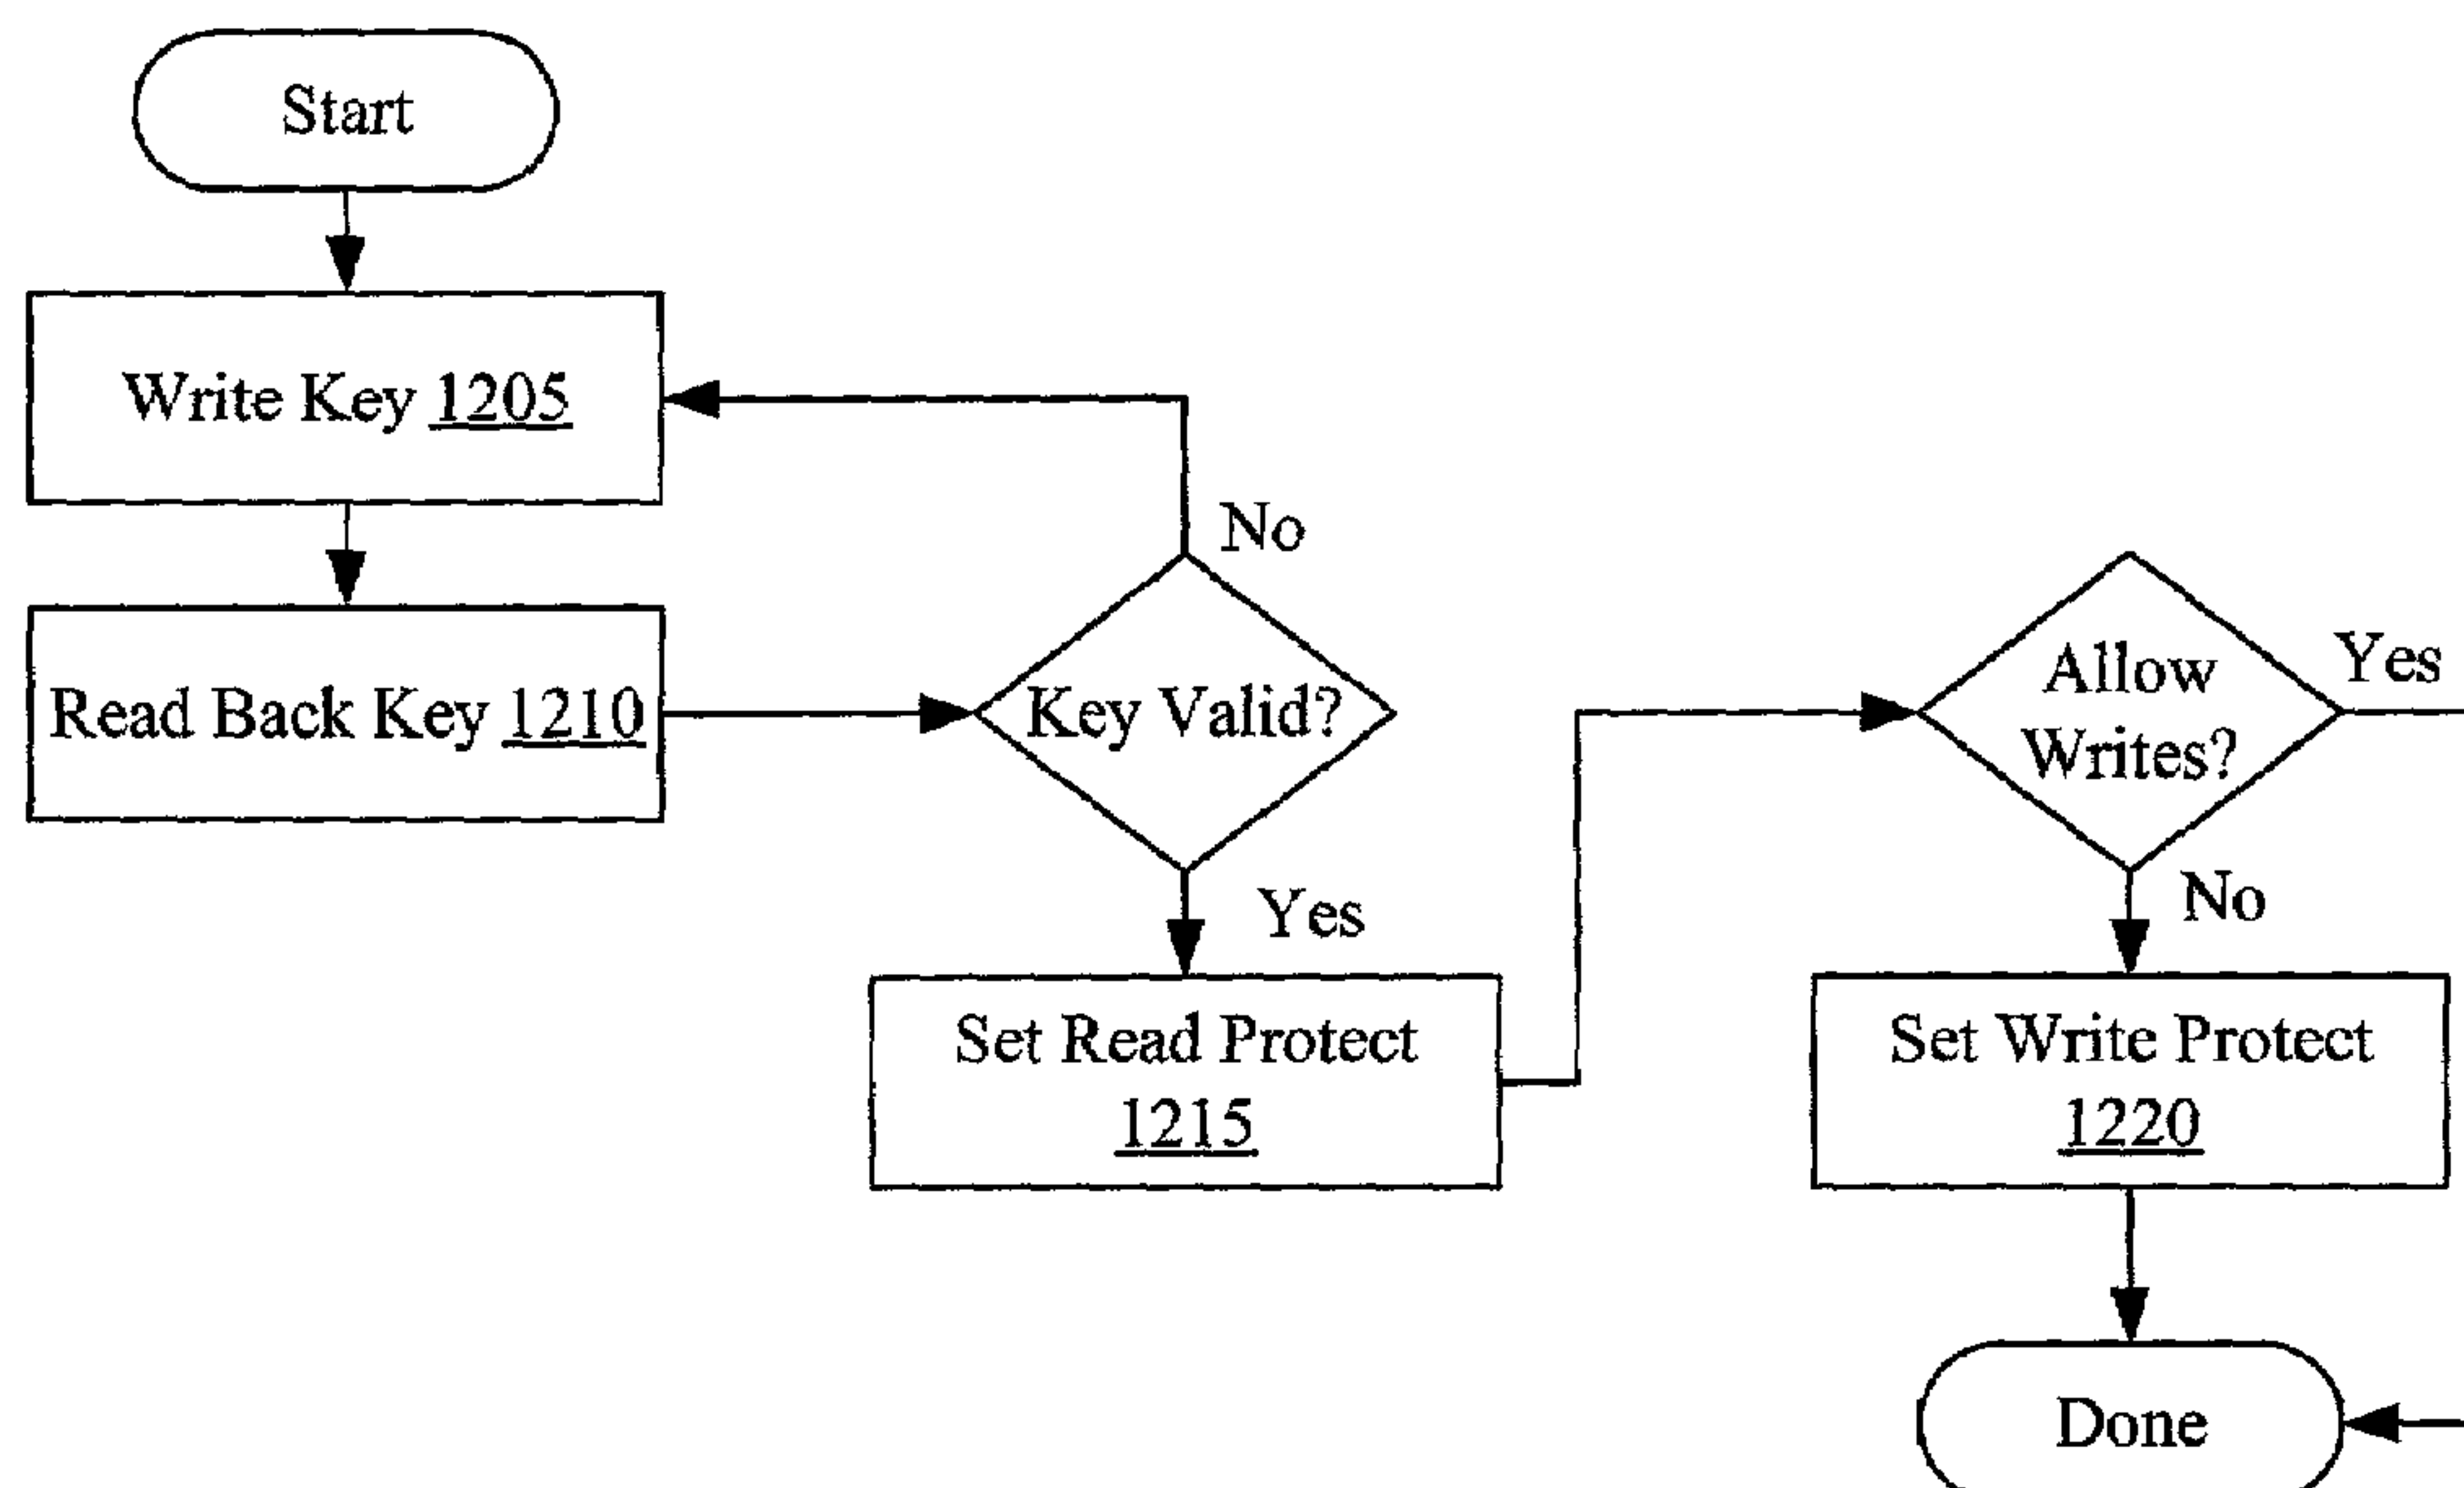 Start
Write Key 1205
No
Read Back Key 1210
Key Valid?
Yes
Set Read Protect
1215
Allow
Writes?
Yes
No
Set Write Protect
1220
Done